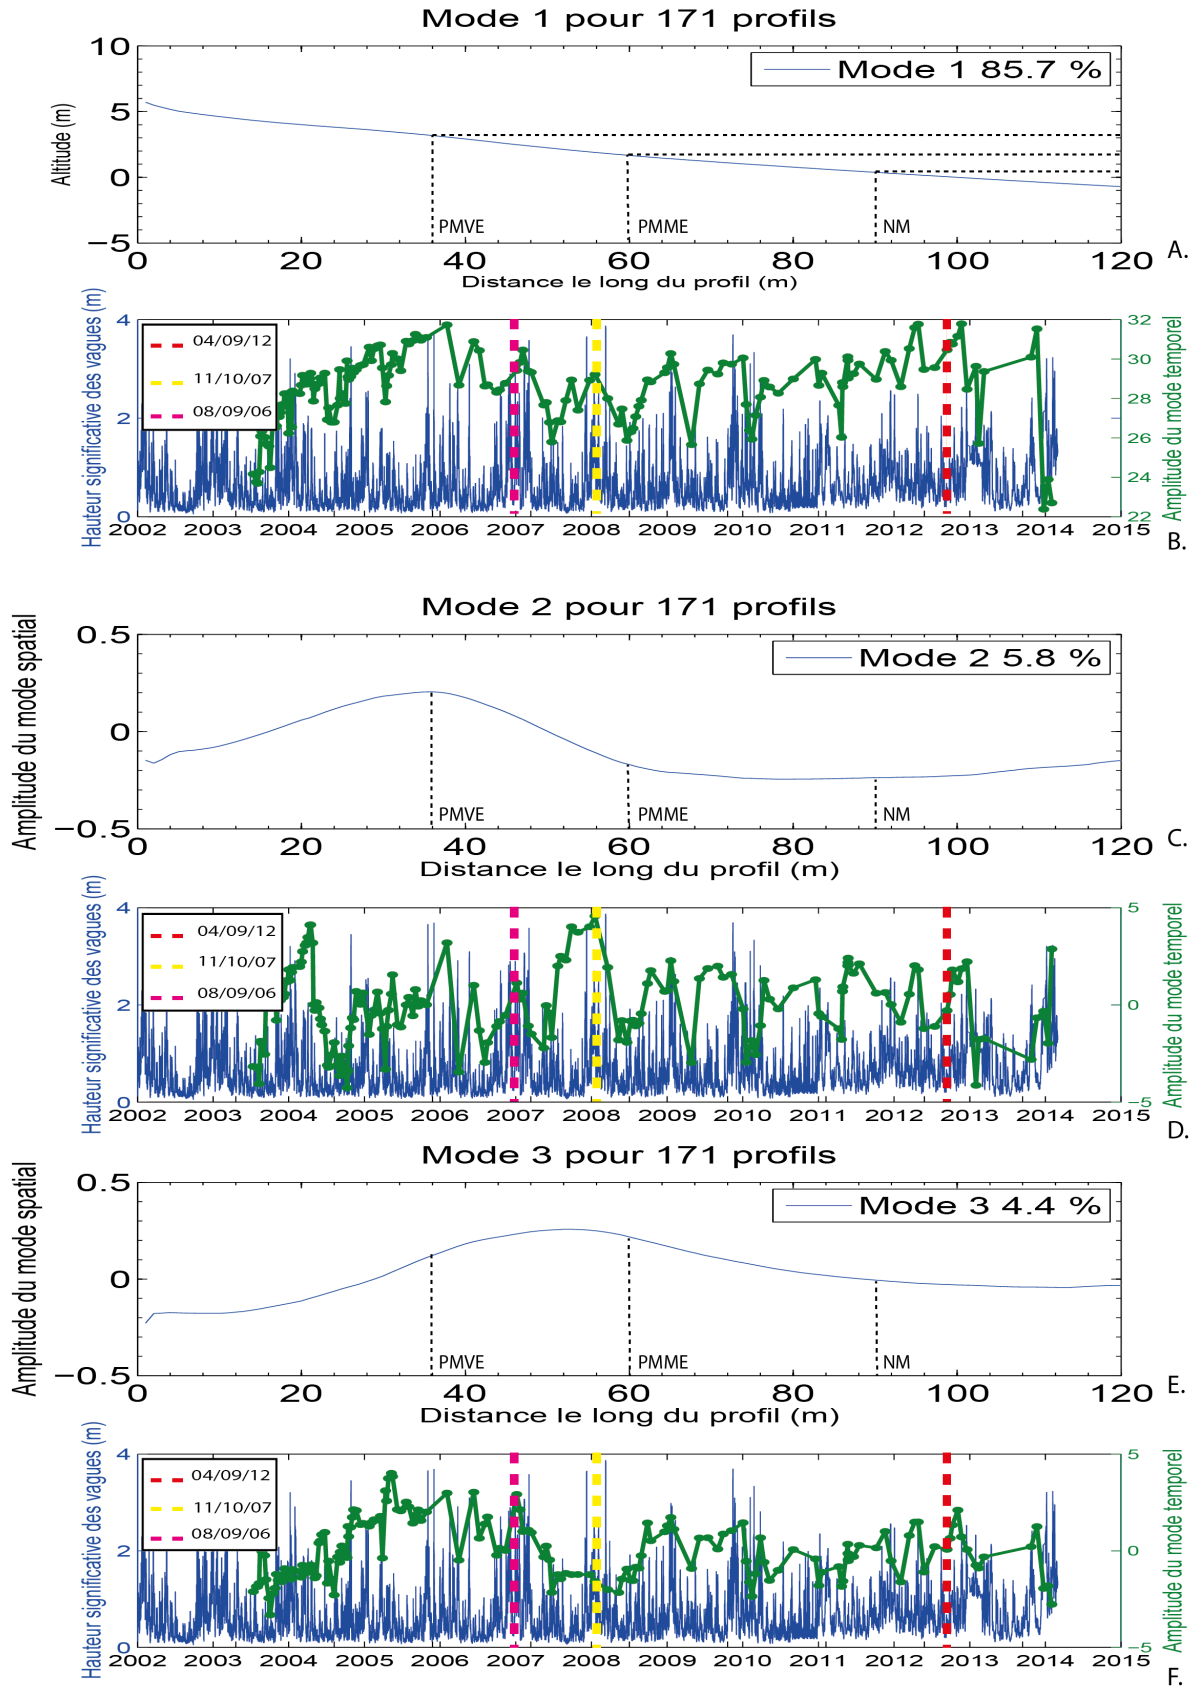 Mode 1 pour 171 profils
10
5
0
−5
Altitude (m)
Mode 1 85.7 %
PMVE
PMME
NM
0 20 40 60 80 100 120
Distance le long du profil (m)
A.
Hauteur significative des vagues (m)
4
2
0
04/09/12
11/10/07
08/09/06
32
30
28
26
24
22
Amplitude du mode temporel
2002 2003 2004 2005 2006 2007 2008 2009 2010 2011 2012 2013 2014 2015
B.
Mode 2 pour 171 profils
Amplitude du mode spatial
0.5
0
−0.5
Mode 2 5.8 %
PMVE
PMME
NM
0 20 40 60 80 100 120
Distance le long du profil (m)
C.
Hauteur significative des vagues (m)
4
2
0
04/09/12
11/10/07
08/09/06
5
0
−5
Amplitude du mode temporel
2002 2003 2004 2005 2006 2007 2008 2009 2010 2011 2012 2013 2014 2015
D.
Mode 3 pour 171 profils
Amplitude du mode spatial
0.5
0
−0.5
Mode 3 4.4 %
PMVE
PMME
NM
0 20 40 60 80 100 120
Distance le long du profil (m)
E.
Hauteur significative des vagues (m)
4
2
0
04/09/12
11/10/07
08/09/06
5
0
−5
Amplitude du mode temporel
2002 2003 2004 2005 2006 2007 2008 2009 2010 2011 2012 2013 2014 2015
F.